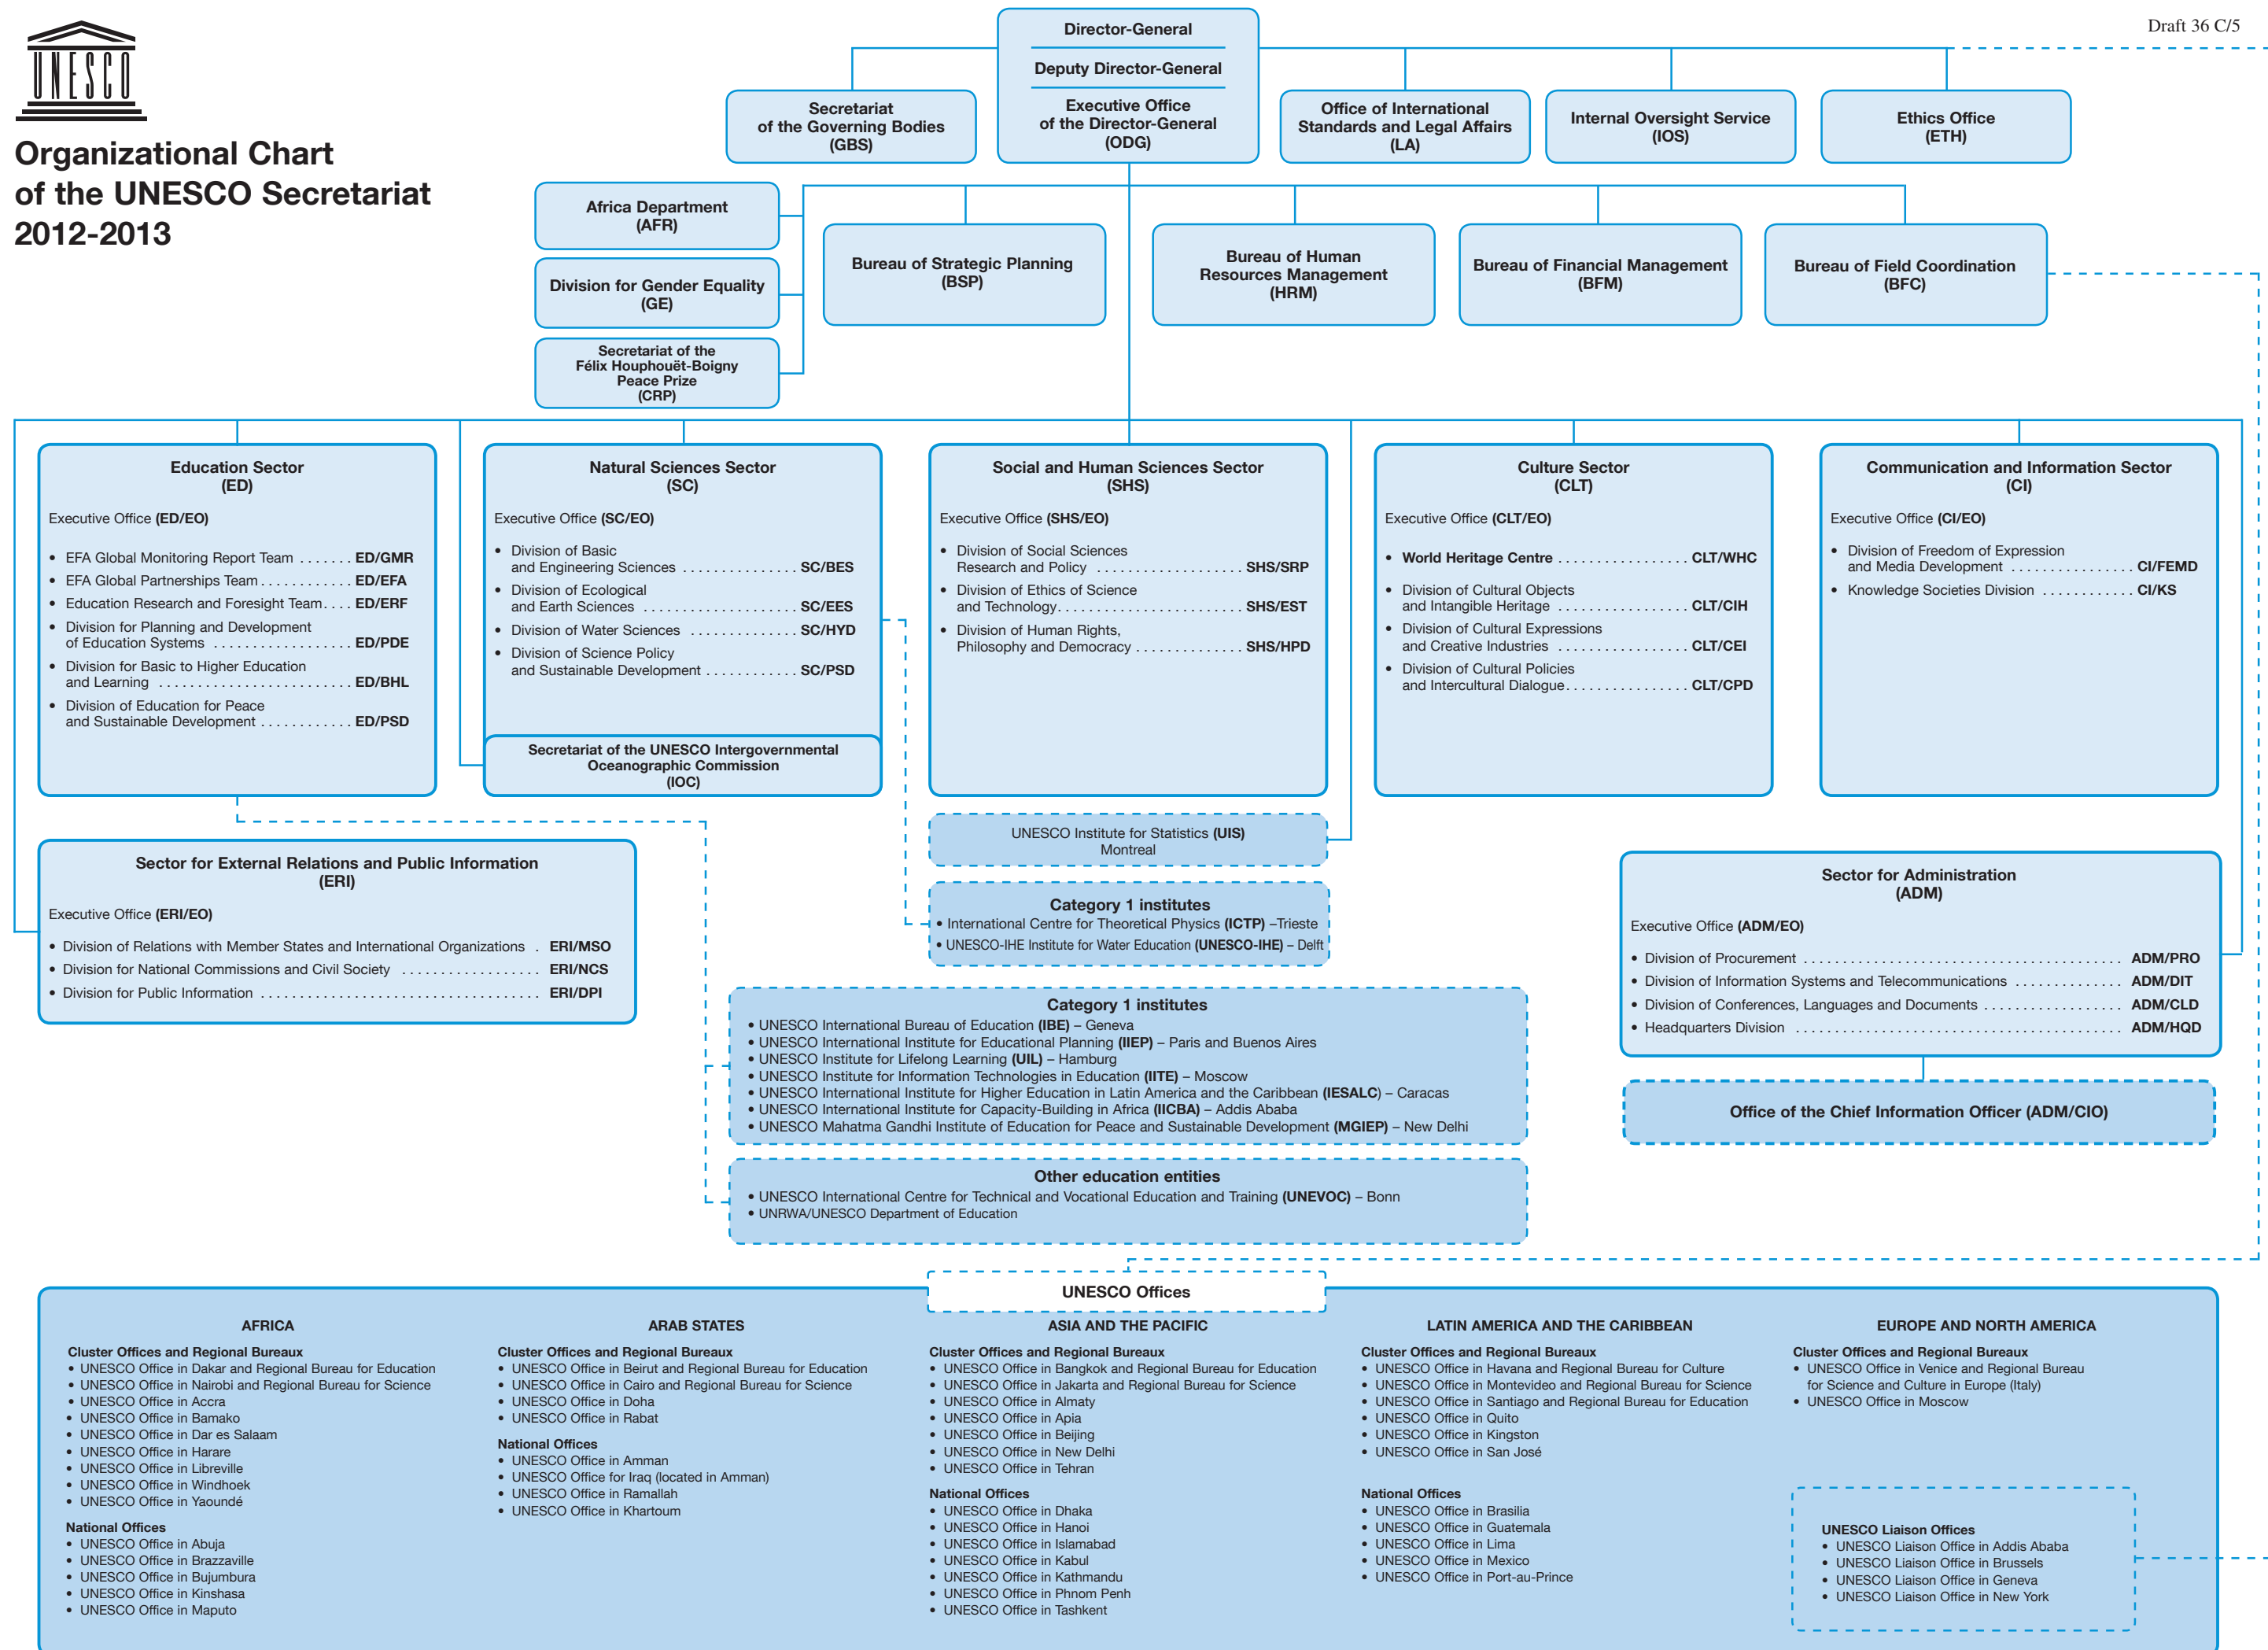 Draft 36 C/5
UNESCO
Organizational Chart
of the UNESCO Secretariat
2012-2013
Director-General
Deputy Director-General
Executive Office
of the Director-General
(ODG)
Secretariat
of the Governing Bodies
(GBS)
Office of International
Standards and Legal Affairs
(LA)
Internal Oversight Service
(IOS)
Ethics Office
(ETH)
Africa Department
(AFR)
Division for Gender Equality
(GE)
Secretariat of the
Félix Houphouët-Boigny
Peace Prize
(CRP)
Bureau of Strategic Planning
(BSP)
Bureau of Human
Resources Management
(HRM)
Bureau of Financial Management
(BFM)
Bureau of Field Coordination
(BFC)
Education Sector
(ED)
Executive Office (ED/EO)
• EFA Global Monitoring Report Team ....... ED/GMR
• EFA Global Partnerships Team ............ ED/EFA
• Education Research and Foresight Team.... ED/ERF
• Division for Planning and Development
of Education Systems .................. ED/PDE
• Division for Basic to Higher Education
and Learning ......................... ED/BHL
• Division of Education for Peace
and Sustainable Development ............ ED/PSD
Natural Sciences Sector
(SC)
Executive Office (SC/EO)
• Division of Basic
and Engineering Sciences ............... SC/BES
• Division of Ecological
and Earth Sciences .................... SC/EES
• Division of Water Sciences .............. SC/HYD
• Division of Science Policy
and Sustainable Development ............ SC/PSD
Secretariat of the UNESCO Intergovernmental
Oceanographic Commission
(IOC)
Social and Human Sciences Sector
(SHS)
Executive Office (SHS/EO)
• Division of Social Sciences
Research and Policy ................... SHS/SRP
• Division of Ethics of Science
and Technology........................ SHS/EST
• Division of Human Rights,
Philosophy and Democracy .............. SHS/HPD
Culture Sector
(CLT)
Executive Office (CLT/EO)
• World Heritage Centre ................. CLT/WHC
• Division of Cultural Objects
and Intangible Heritage ................. CLT/CIH
• Division of Cultural Expressions
and Creative Industries ................. CLT/CEI
• Division of Cultural Policies
and Intercultural Dialogue................ CLT/CPD
Communication and Information Sector
(CI)
Executive Office (CI/EO)
• Division of Freedom of Expression
and Media Development ................ CI/FEMD
• Knowledge Societies Division ............ CI/KS
UNESCO Institute for Statistics (UIS)
Montreal
Category 1 institutes
• International Centre for Theoretical Physics (ICTP) –Trieste
• UNESCO-IHE Institute for Water Education (UNESCO-IHE) – Delft
Sector for External Relations and Public Information
(ERI)
Executive Office (ERI/EO)
• Division of Relations with Member States and International Organizations . ERI/MSO
• Division for National Commissions and Civil Society .................. ERI/NCS
• Division for Public Information .................................... ERI/DPI
Sector for Administration
(ADM)
Executive Office (ADM/EO)
• Division of Procurement ......................................... ADM/PRO
• Division of Information Systems and Telecommunications .............. ADM/DIT
• Division of Conferences, Languages and Documents .................. ADM/CLD
• Headquarters Division .......................................... ADM/HQD
Office of the Chief Information Officer (ADM/CIO)
Category 1 institutes
• UNESCO International Bureau of Education (IBE) – Geneva
• UNESCO International Institute for Educational Planning (IIEP) – Paris and Buenos Aires
• UNESCO Institute for Lifelong Learning (UIL) – Hamburg
• UNESCO Institute for Information Technologies in Education (IITE) – Moscow
• UNESCO International Institute for Higher Education in Latin America and the Caribbean (IESALC) – Caracas
• UNESCO International Institute for Capacity-Building in Africa (IICBA) – Addis Ababa
• UNESCO Mahatma Gandhi Institute of Education for Peace and Sustainable Development (MGIEP) – New Delhi
Other education entities
• UNESCO International Centre for Technical and Vocational Education and Training (UNEVOC) – Bonn
• UNRWA/UNESCO Department of Education
UNESCO Offices
AFRICA
Cluster Offices and Regional Bureaux
• UNESCO Office in Dakar and Regional Bureau for Education
• UNESCO Office in Nairobi and Regional Bureau for Science
• UNESCO Office in Accra
• UNESCO Office in Bamako
• UNESCO Office in Dar es Salaam
• UNESCO Office in Harare
• UNESCO Office in Libreville
• UNESCO Office in Windhoek
• UNESCO Office in Yaoundé
National Offices
• UNESCO Office in Abuja
• UNESCO Office in Brazzaville
• UNESCO Office in Bujumbura
• UNESCO Office in Kinshasa
• UNESCO Office in Maputo
ARAB STATES
Cluster Offices and Regional Bureaux
• UNESCO Office in Beirut and Regional Bureau for Education
• UNESCO Office in Cairo and Regional Bureau for Science
• UNESCO Office in Doha
• UNESCO Office in Rabat
National Offices
• UNESCO Office in Amman
• UNESCO Office for Iraq (located in Amman)
• UNESCO Office in Ramallah
• UNESCO Office in Khartoum
ASIA AND THE PACIFIC
Cluster Offices and Regional Bureaux
• UNESCO Office in Bangkok and Regional Bureau for Education
• UNESCO Office in Jakarta and Regional Bureau for Science
• UNESCO Office in Almaty
• UNESCO Office in Apia
• UNESCO Office in Beijing
• UNESCO Office in New Delhi
• UNESCO Office in Tehran
National Offices
• UNESCO Office in Dhaka
• UNESCO Office in Hanoi
• UNESCO Office in Islamabad
• UNESCO Office in Kabul
• UNESCO Office in Kathmandu
• UNESCO Office in Phnom Penh
• UNESCO Office in Tashkent
LATIN AMERICA AND THE CARIBBEAN
Cluster Offices and Regional Bureaux
• UNESCO Office in Havana and Regional Bureau for Culture
• UNESCO Office in Montevideo and Regional Bureau for Science
• UNESCO Office in Santiago and Regional Bureau for Education
• UNESCO Office in Quito
• UNESCO Office in Kingston
• UNESCO Office in San José
National Offices
• UNESCO Office in Brasilia
• UNESCO Office in Guatemala
• UNESCO Office in Lima
• UNESCO Office in Mexico
• UNESCO Office in Port-au-Prince
EUROPE AND NORTH AMERICA
Cluster Offices and Regional Bureaux
• UNESCO Office in Venice and Regional Bureau
for Science and Culture in Europe (Italy)
• UNESCO Office in Moscow
UNESCO Liaison Offices
• UNESCO Liaison Office in Addis Ababa
• UNESCO Liaison Office in Brussels
• UNESCO Liaison Office in Geneva
• UNESCO Liaison Office in New York